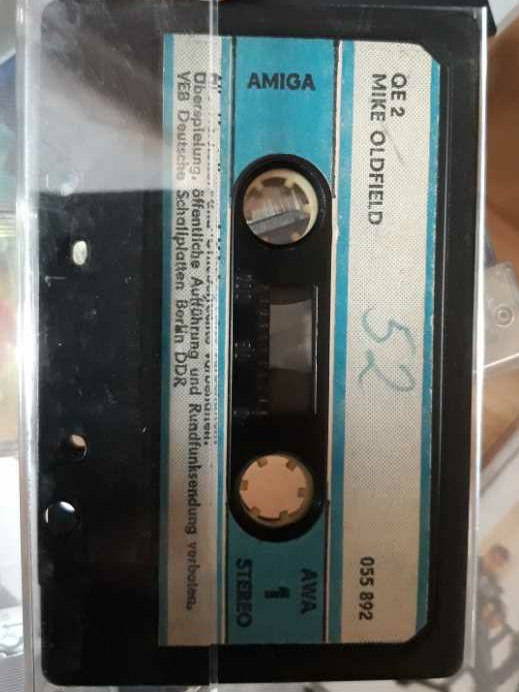 QE 2
MIKE OLDFIELD
52
055 892
AMIGA
AWA
1
STEREO
Überspielung, öffentliche Aufführung und Rundfunksendung verboten.
VEB Deutsche Schallplatten Berlin DDR